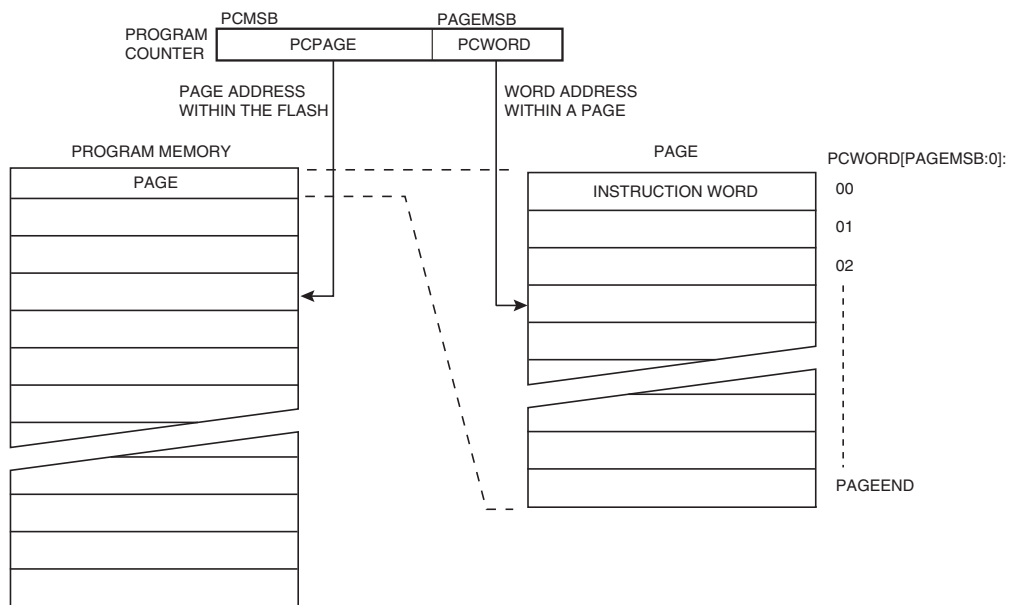 PCMSB
PAGEMSB
PROGRAM
COUNTER
PCPAGE
PCWORD
PAGE ADDRESS
WITHIN THE FLASH
WORD ADDRESS
WITHIN A PAGE
PROGRAM MEMORY
PAGE
PAGE
PCWORD[PAGEMSB:0]:
INSTRUCTION WORD
00
01
02
PAGEEND